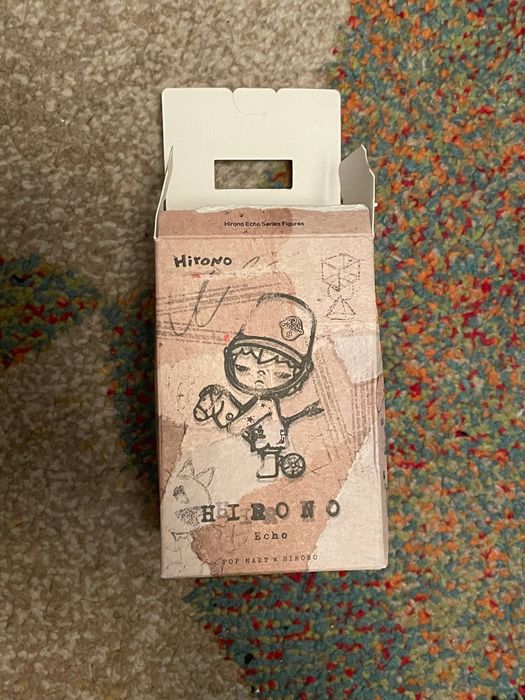 Hirono Echo Series Figures
HiroNo
HIRONO
Echo
POP MART × HIRONO